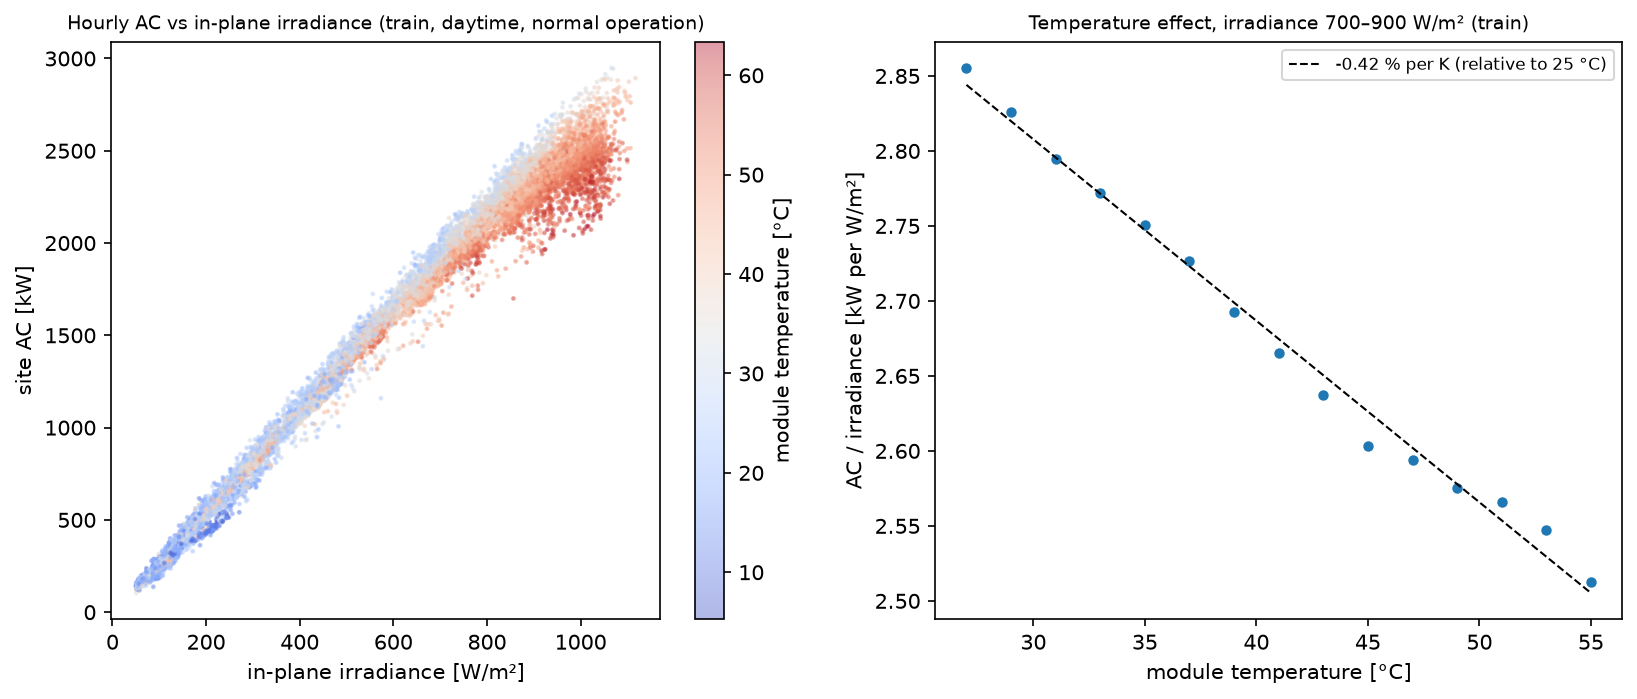 Hourly AC vs in-plane irradiance (train, daytime, normal operation)
site AC [kW]
3000
2500
2000
1500
1000
500
0
0 200 400 600 800 1000
in-plane irradiance [W/m²]
60
50
40
30
20
10
module temperature [°C]
Temperature effect, irradiance 700–900 W/m² (train)
-0.42 % per K (relative to 25 °C)
AC / irradiance [kW per W/m²]
2.85
2.80
2.75
2.70
2.65
2.60
2.55
2.50
30 35 40 45 50 55
module temperature [°C]